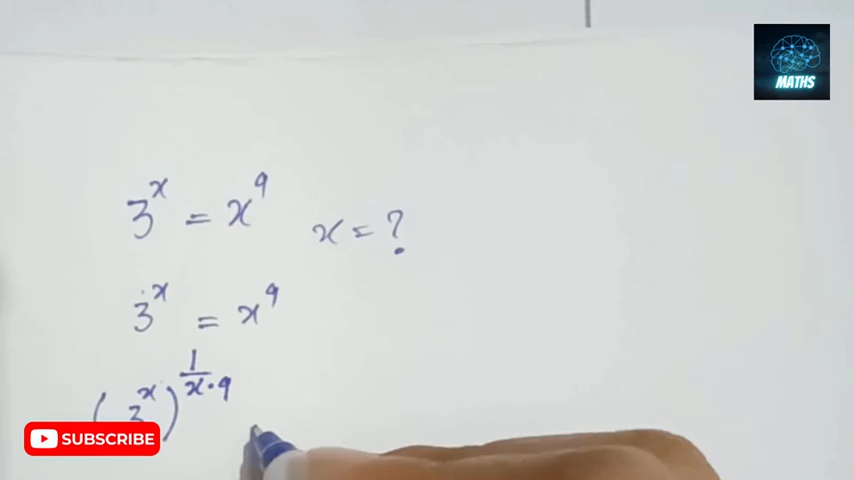 MATHS
3^x = x^9 x = ?
3^x = x^9
(3^x)^{1/x·9}
SUBSCRIBE